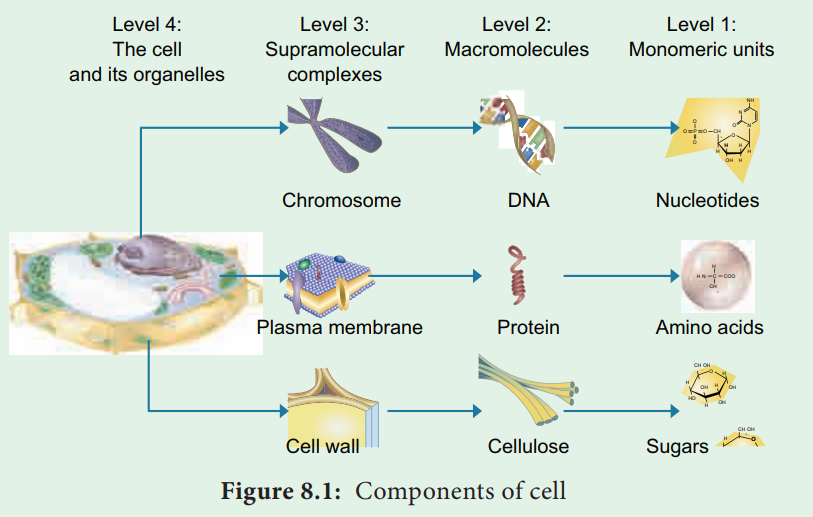 Level 4:
The cell
and its organelles
Level 3:
Supramolecular
complexes
Level 2:
Macromolecules
Level 1:
Monomeric units
Chromosome
DNA
Nucleotides
Plasma membrane
Protein
Amino acids
Cell wall
Cellulose
Sugars
Figure 8.1: Components of cell